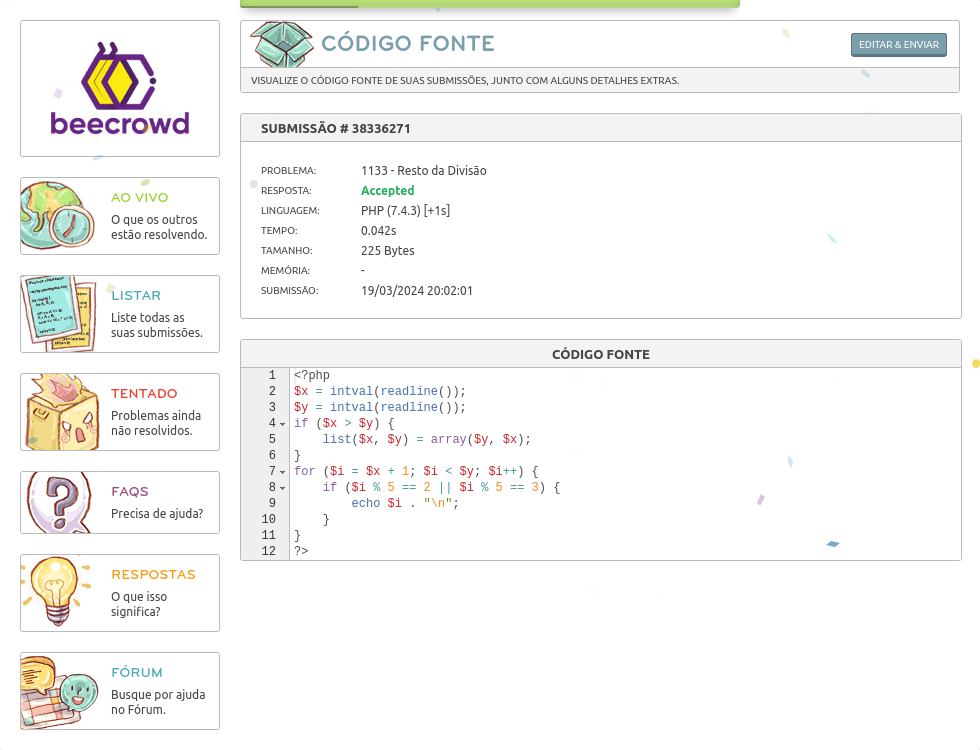 beecrowd
AO VIVO
O que os outros
estão resolvendo.
LISTAR
Liste todas as
suas submissões.
TENTADO
Problemas ainda
não resolvidos.
FAQS
Precisa de ajuda?
RESPOSTAS
O que isso
significa?
FÓRUM
Busque por ajuda
no Fórum.
CÓDIGO FONTE
EDITAR & ENVIAR
VISUALIZE O CÓDIGO FONTE DE SUAS SUBMISSÕES, JUNTO COM ALGUNS DETALHES EXTRAS.
SUBMISSÃO # 38336271
PROBLEMA: 1133 - Resto da Divisão
RESPOSTA: Accepted
LINGUAGEM: PHP (7.4.3) [+1s]
TEMPO: 0.042s
TAMANHO: 225 Bytes
MEMÓRIA: -
SUBMISSÃO: 19/03/2024 20:02:01
CÓDIGO FONTE
1 <?php
2 $x = intval(readline());
3 $y = intval(readline());
4 if ($x > $y) {
5     list($x, $y) = array($y, $x);
6 }
7 for ($i = $x + 1; $i < $y; $i++) {
8     if ($i % 5 == 2 || $i % 5 == 3) {
9         echo $i . "\n";
10     }
11 }
12 ?>